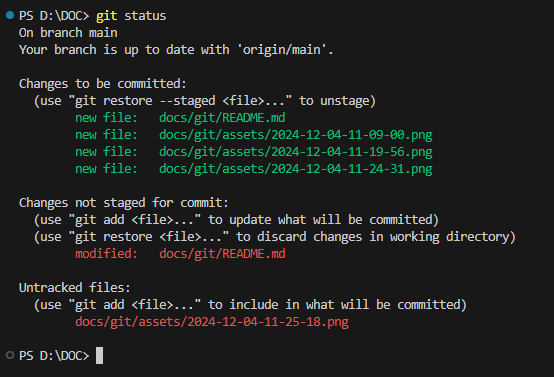 PS D:\DOC> git status
On branch main
Your branch is up to date with 'origin/main'.

Changes to be committed:
  (use "git restore --staged <file>..." to unstage)
        new file:   docs/git/README.md
        new file:   docs/git/assets/2024-12-04-11-09-00.png
        new file:   docs/git/assets/2024-12-04-11-19-56.png
        new file:   docs/git/assets/2024-12-04-11-24-31.png

Changes not staged for commit:
  (use "git add <file>..." to update what will be committed)
  (use "git restore <file>..." to discard changes in working directory)
        modified:   docs/git/README.md

Untracked files:
  (use "git add <file>..." to include in what will be committed)
        docs/git/assets/2024-12-04-11-25-18.png

PS D:\DOC>